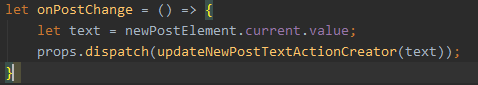 let onPostChange = () => {
    let text = newPostElement.current.value;
    props.dispatch(updateNewPostTextActionCreator(text));
}